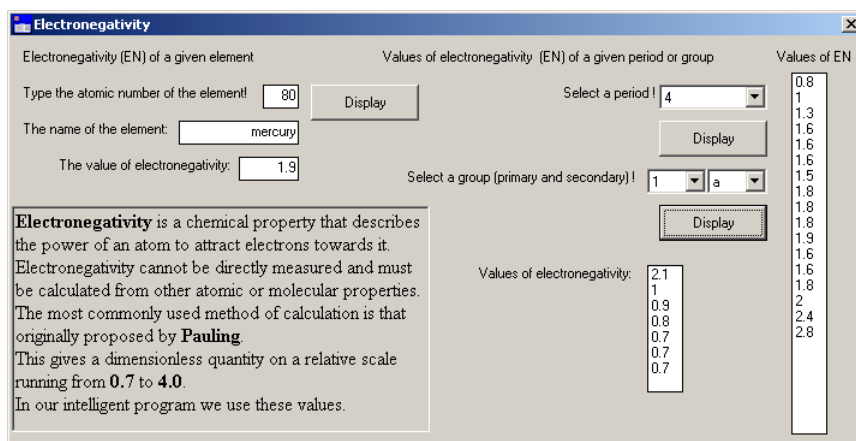 Electronegativity
Electronegativity (EN) of a given element
Type the atomic number of the element!
80
Display
The name of the element:
mercury
The value of electronegativity:
1.9
Values of electronegativity (EN) of a given period or group
Select a period !
4
Display
Select a group (primary and secondary) !
1
a
Display
Values of electronegativity:
2.1
1
0.9
0.8
0.7
0.7
0.7
Values of EN
0.8
1
1.3
1.6
1.6
1.6
1.5
1.8
1.8
1.8
1.9
1.6
1.6
1.8
2
2.4
2.8
Electronegativity is a chemical property that describes
the power of an atom to attract electrons towards it.
Electronegativity cannot be directly measured and must
be calculated from other atomic or molecular properties.
The most commonly used method of calculation is that
originally proposed by Pauling.
This gives a dimensionless quantity on a relative scale
running from 0.7 to 4.0.
In our intelligent program we use these values.